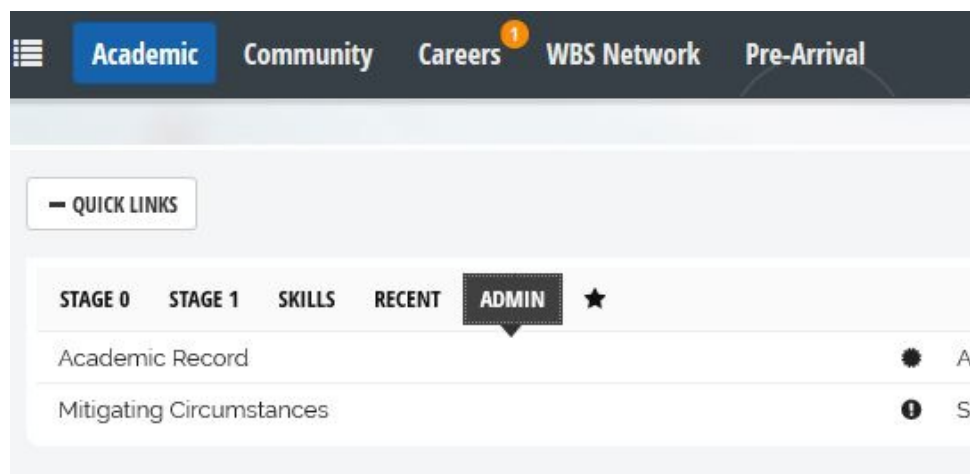 Academic Community Careers 1 WBS Network Pre-Arrival
QUICK LINKS
STAGE 0 STAGE 1 SKILLS RECENT ADMIN
Academic Record A
Mitigating Circumstances S